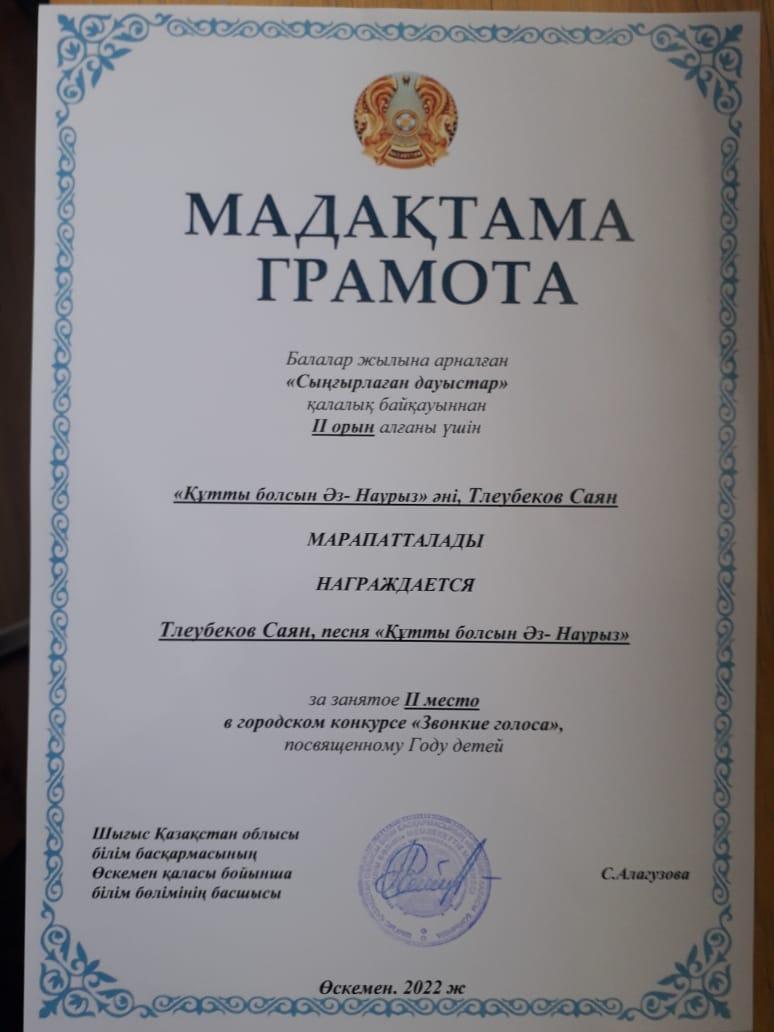 МАДАҚТАМА
ГРАМОТА
Балалар жылына арналған
«Сыңғырлаған дауыстар»
қалалық байқауыннан
ІІ орын алғаны үшін
«Құтты болсын Әз- Наурыз» әні, Тлеубеков Саян
МАРАПАТТАЛАДЫ
НАГРАЖДАЕТСЯ
Тлеубеков Саян, песня «Құтты болсын Әз- Наурыз»
за занятое ІІ место
в городском конкурсе «Звонкие голоса»,
посвященному Году детей
Шығыс Қазақстан облысы
білім басқармасының
Өскемен қаласы бойынша
білім бөлімінің басшысы
С.Алагузова
Өскемен. 2022 ж